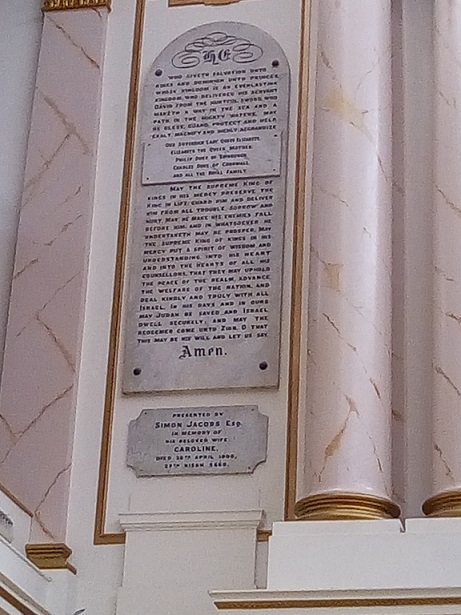 HE
WHO GIVETH SALVATION UNTO
KINGS AND DOMINION UNTO PRINCES,
WHOSE KINGDOM IS AN EVERLASTING
KINGDOM, WHO DELIVERED HIS SERVANT
DAVID FROM THE HURTFUL SWORD, WHO
MAKETH A WAY IN THE SEA AND A
PATH IN THE MIGHTY WATERS, MAY
HE BLESS, GUARD, PROTECT AND HELP,
EXALT, MAGNIFY AND HIGHLY AGGRANDIZE
OUR SOVEREIGN LADY QUEEN ELIZABETH,
ELIZABETH THE QUEEN MOTHER
PHILIP DUKE OF EDINBURGH
CHARLES DUKE OF CORNWALL
AND ALL THE ROYAL FAMILY.
MAY THE SUPREME KING OF
KINGS IN HIS MERCY PRESERVE THE
KING IN LIFE, GUARD HIM AND DELIVER
HIM FROM ALL TROUBLE, SORROW AND
HURT. MAY HE MAKE HIS ENEMIES FALL
BEFORE HIM; AND IN WHATSOEVER HE
UNDERTAKETH MAY HE PROSPER. MAY
THE SUPREME KING OF KINGS IN HIS
MERCY PUT A SPIRIT OF WISDOM AND
UNDERSTANDING INTO HIS HEART
AND INTO THE HEARTS OF ALL HIS
COUNSELLORS, THAT THEY MAY UPHOLD
THE PEACE OF THE REALM, ADVANCE
THE WELFARE OF THE NATION, AND
DEAL KINDLY AND TRULY WITH ALL
ISRAEL. IN HIS DAYS AND IN OURS
MAY JUDAH BE SAVED AND ISRAEL
DWELL SECURELY; AND MAY THE
REDEEMER COME UNTO ZION. O THAT
THIS MAY BE HIS WILL AND LET US SAY,
Amen.
PRESENTED BY
SIMON JACOBS ESQ.
IN MEMORY OF
HIS BELOVED WIFE
CAROLINE,
DIED 28TH APRIL 1900,
29TH NISAN 5660.